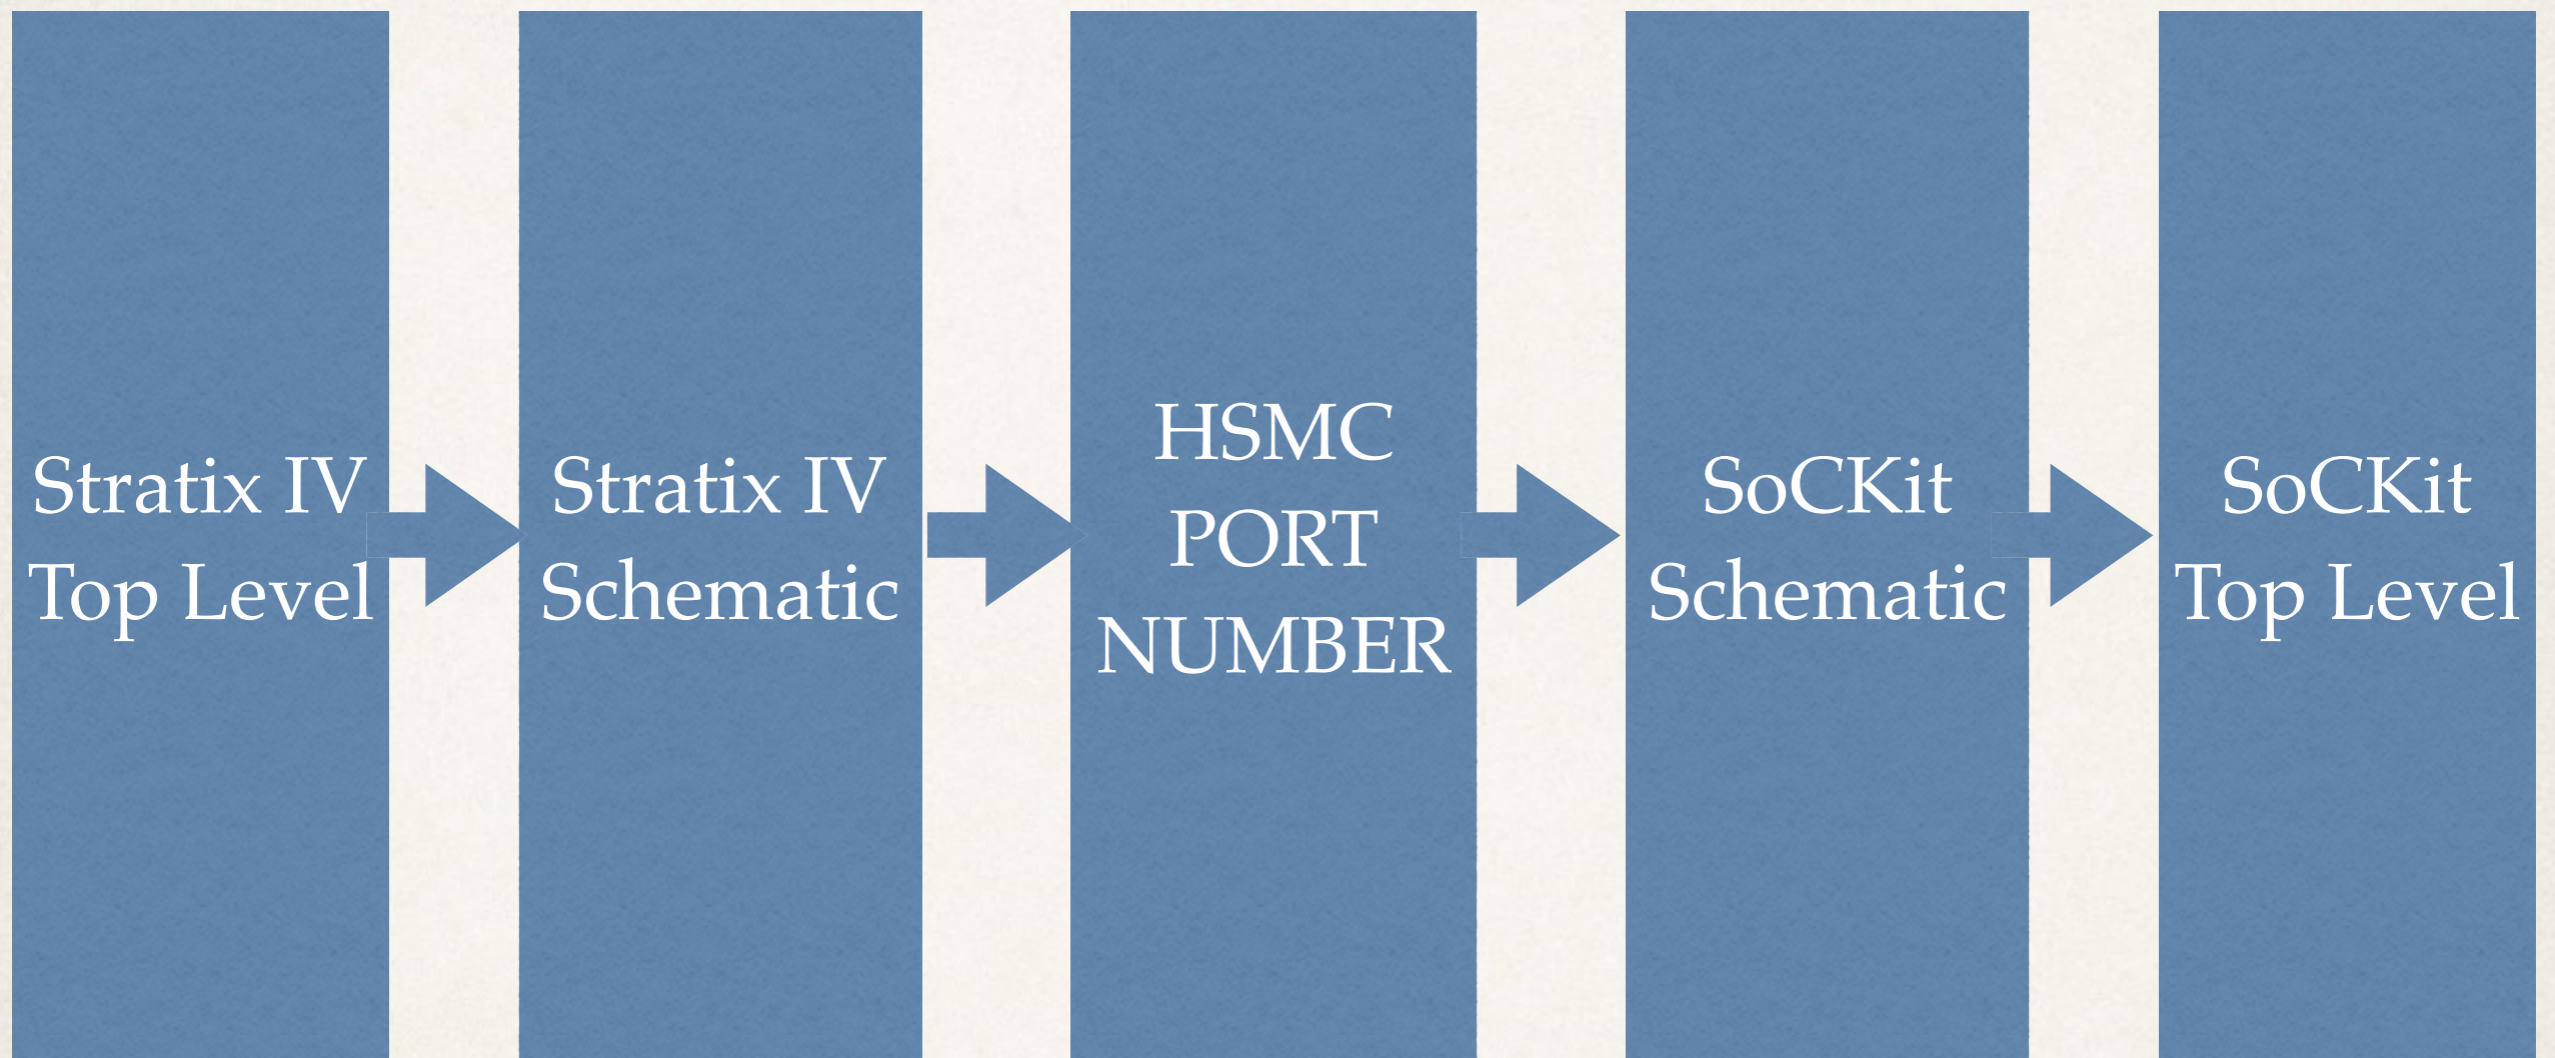 Stratix IV
Top Level
Stratix IV
Schematic
HSMC
PORT
NUMBER
SoCKit
Schematic
SoCKit
Top Level